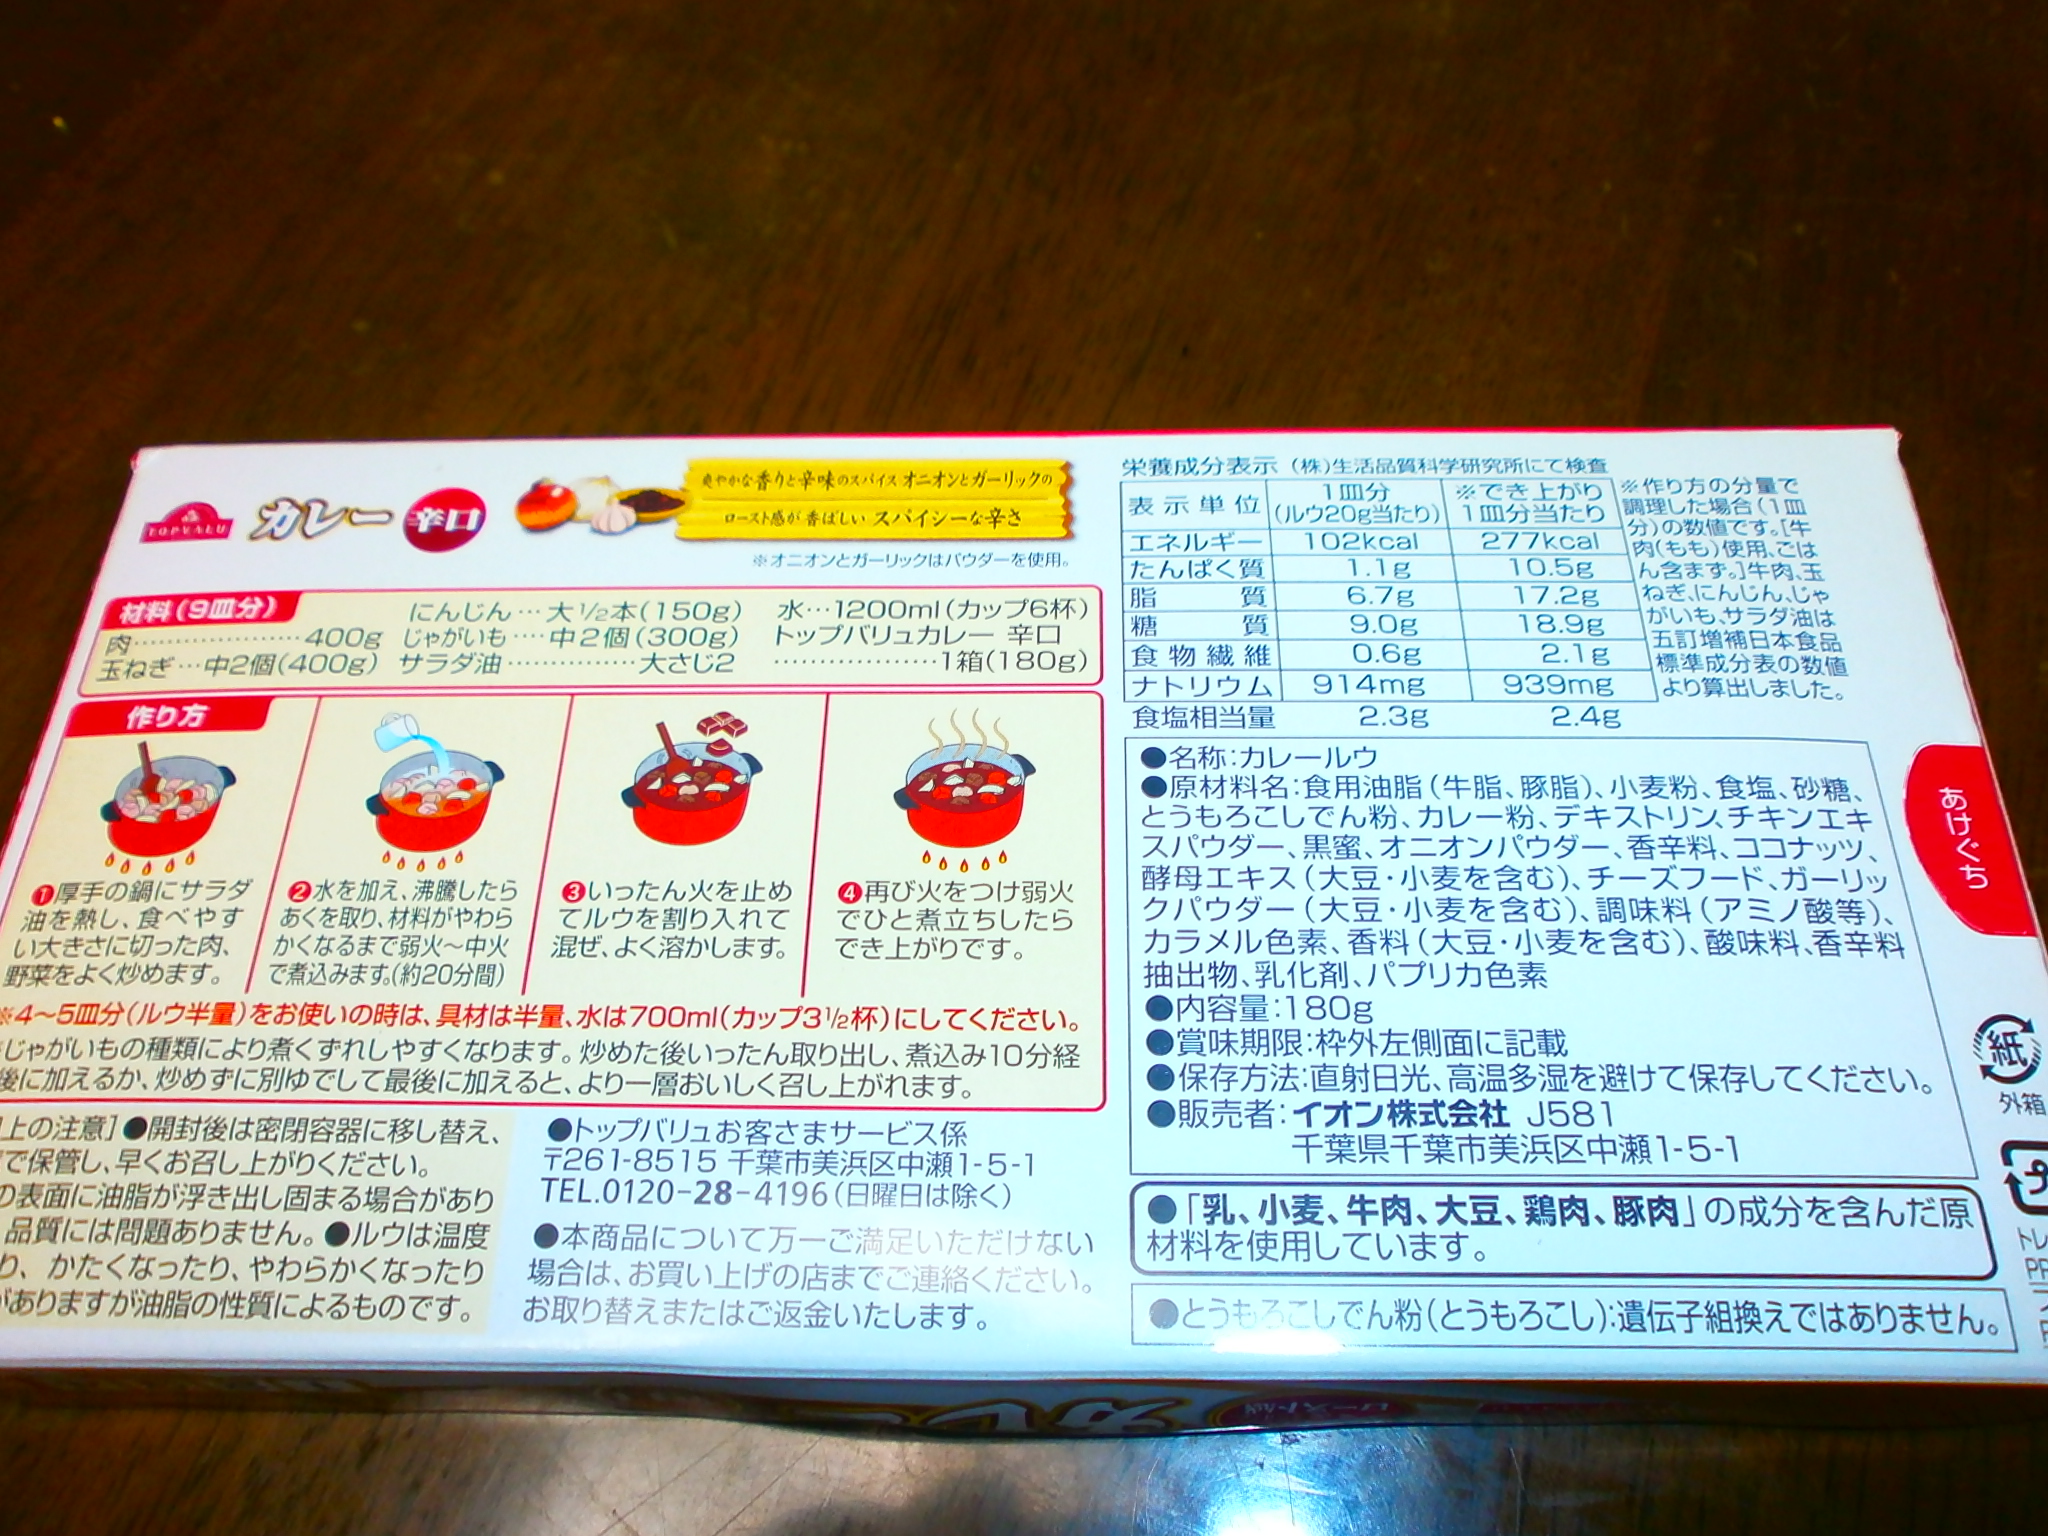 TOPVALU カレー 辛口
爽やかな香りと辛味のスパイス オニオンとガーリックの
ロースト感が香ばしい スパイシーな辛さ
※オニオンとガーリックはパウダーを使用。
材料(9皿分)
肉…………………400g
玉ねぎ…中2個(400g)
にんじん…大1/2本(150g)
じゃがいも…中2個(300g)
サラダ油……………大さじ2
水…1200ml(カップ6杯)
トップバリュカレー 辛口
………………1箱(180g)
作り方
❶厚手の鍋にサラダ
油を熱し、食べやす
い大きさに切った肉、
野菜をよく炒めます。
❷水を加え、沸騰したら
あくを取り、材料がやわら
かくなるまで弱火〜中火
で煮込みます。(約20分間)
❸いったん火を止め
てルウを割り入れて
混ぜ、よく溶かします。
❹再び火をつけ弱火
でひと煮立ちしたら
でき上がりです。
※4〜5皿分(ルウ半量)をお使いの時は、具材は半量、水は700ml(カップ3 1/2杯)にしてください。
じゃがいもの種類により煮くずれしやすくなります。炒めた後いったん取り出し、煮込み10分経
後に加えるか、炒めずに別ゆでして最後に加えると、より一層おいしく召し上がれます。
上の注意]●開封後は密閉容器に移し替え、
で保管し、早くお召し上がりください。
の表面に油脂が浮き出し固まる場合があり
品質には問題ありません。●ルウは温度
り、かたくなったり、やわらかくなったり
がありますが油脂の性質によるものです。
●トップバリュお客さまサービス係
〒261-8515 千葉市美浜区中瀬1-5-1
TEL.0120-28-4196(日曜日は除く)
●本商品について万一ご満足いただけない
場合は、お買い上げの店までご連絡ください。
お取り替えまたはご返金いたします。
栄養成分表示 (株)生活品質科学研究所にて検査
表示単位 1皿分(ルウ20g当たり) ※でき上がり1皿分当たり
エネルギー 102kcal 277kcal
たんぱく質 1.1g 10.5g
脂質 6.7g 17.2g
糖質 9.0g 18.9g
食物繊維 0.6g 2.1g
ナトリウム 914mg 939mg
食塩相当量 2.3g 2.4g
※作り方の分量で
調理した場合(1皿
分)の数値です。[牛
肉(もも)使用、ごは
ん含まず。]牛肉、玉
ねぎ、にんじん、じゃ
がいも、サラダ油は
五訂増補日本食品
標準成分表の数値
より算出しました。
●名称:カレールウ
●原材料名:食用油脂(牛脂、豚脂)、小麦粉、食塩、砂糖、
とうもろこしでん粉、カレー粉、デキストリン、チキンエキ
スパウダー、黒蜜、オニオンパウダー、香辛料、ココナッツ、
酵母エキス(大豆・小麦を含む)、チーズフード、ガーリッ
クパウダー(大豆・小麦を含む)、調味料(アミノ酸等)、
カラメル色素、香料(大豆・小麦を含む)、酸味料、香辛料
抽出物、乳化剤、パプリカ色素
●内容量:180g
●賞味期限:枠外左側面に記載
●保存方法:直射日光、高温多湿を避けて保存してください。
●販売者:イオン株式会社 J581
千葉県千葉市美浜区中瀬1-5-1
●「乳、小麦、牛肉、大豆、鶏肉、豚肉」の成分を含んだ原
材料を使用しています。
●とうもろこしでん粉(とうもろこし):遺伝子組換えではありません。
あけぐち
紙
外箱
プ
トレ
PP
カレー